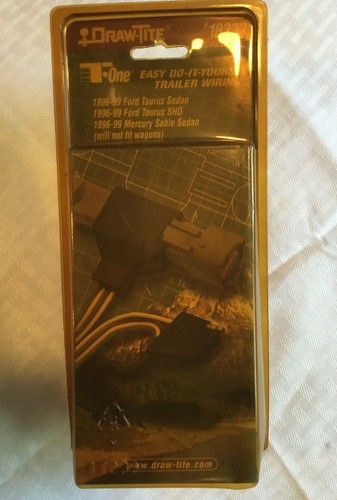 DRAW-TITE
T-One EASY DO-IT-YOURSELF
TRAILER WIRING
1996-99 Ford Taurus Sedan
1996-99 Ford Taurus SHO
1996-99 Mercury Sable Sedan
(will not fit wagons)
www.draw-tite.com